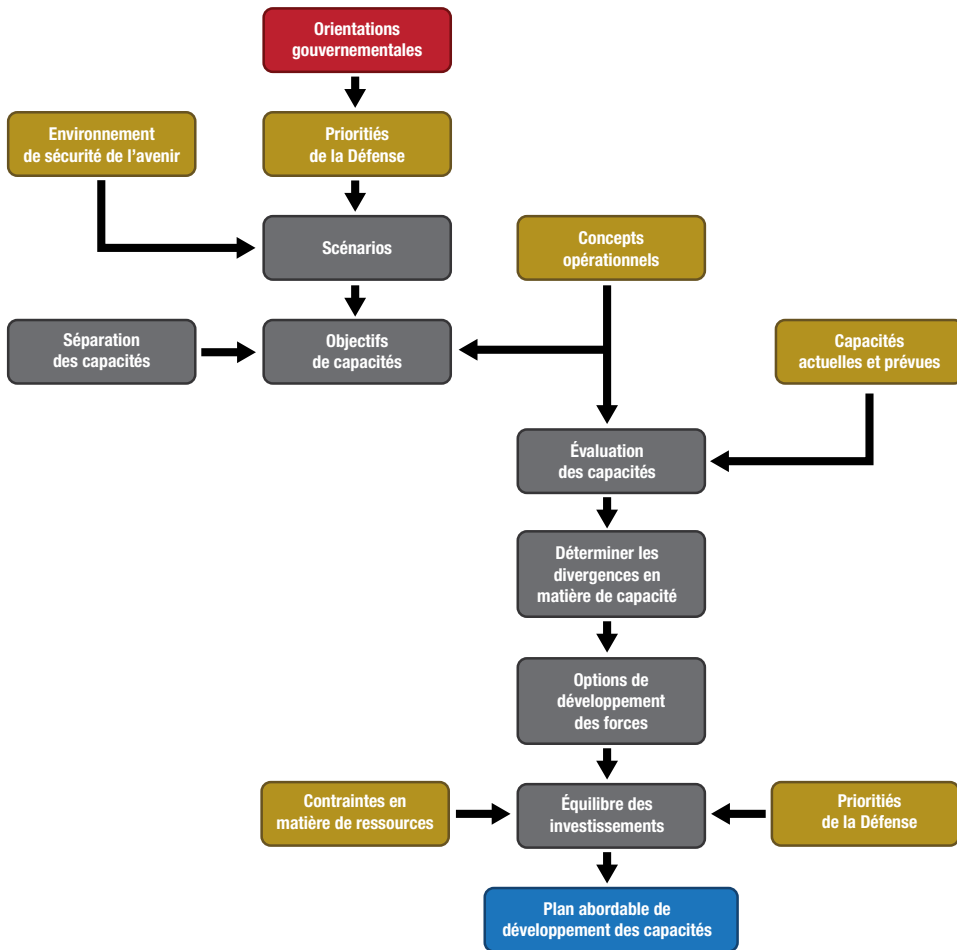 Orientations
gouvernementales
Environnement
de sécurité de l'avenir
Prioritiés
de la Défense
Scénarios
Concepts
opérationnels
Séparation
des capacités
Objectifs
de capacités
Capacités
actuelles et prévues
Évaluation
des capacités
Déterminer les
divergences en
matière de capacité
Options de
développement
des forces
Contraintes en
matière de ressources
Équilibre des
investissements
Prioritiés
de la Défense
Plan abordable de
développement des capacités